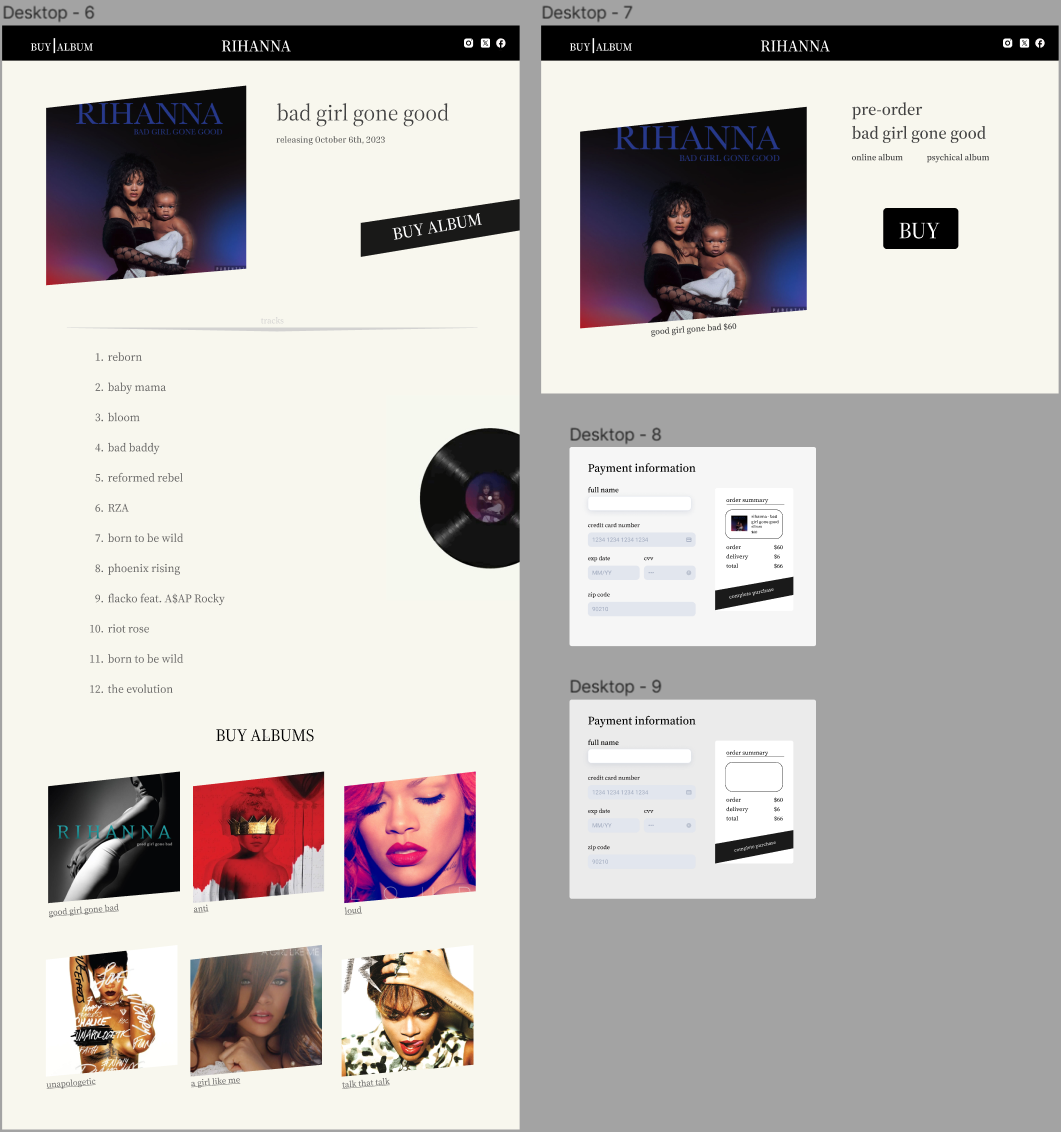 Desktop - 6
BUY|ALBUM
RIHANNA
RIHANNA
BAD GIRL GONE GOOD
bad girl gone good
releasing October 6th, 2023
BUY ALBUM
tracks
1. reborn
2. baby mama
3. bloom
4. bad baddy
5. reformed rebel
6. RZA
7. born to be wild
8. phoenix rising
9. flacko feat. A$AP Rocky
10. riot rose
11. born to be wild
12. the evolution
BUY ALBUMS
RIHANNA
good girl gone bad
good girl gone bad
anti
LOUD
loud
UNAPOLOGETIC
FAITH
unapologetic
A GIRL LIKE ME
a girl like me
talk that talk
Desktop - 7
BUY|ALBUM
RIHANNA
RIHANNA
BAD GIRL GONE GOOD
good girl gone bad $60
pre-order
bad girl gone good
online album
psychical album
BUY
Desktop - 8
Payment information
full name
credit card number
1234 1234 1234 1234
exp date
cvv
MM/YY
zip code
90210
order summary
rihanna - bad
girl gone good
album
$60
order $60
delivery $6
total $66
complete purchase
Desktop - 9
Payment information
full name
credit card number
1234 1234 1234 1234
exp date
cvv
MM/YY
zip code
90210
order summary
order $60
delivery $6
total $66
complete purchase